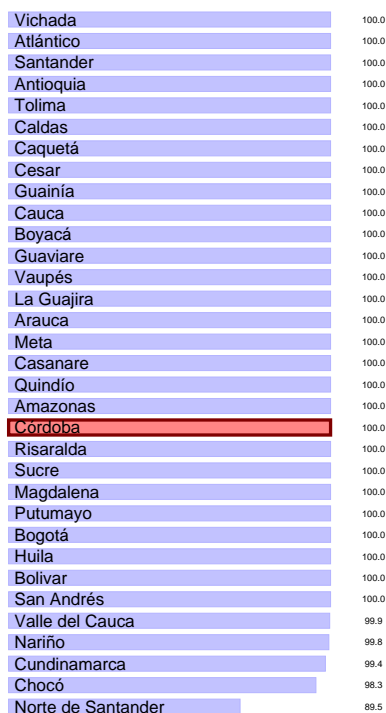 Vichada 100.0
Atlántico 100.0
Santander 100.0
Antioquia 100.0
Tolima 100.0
Caldas 100.0
Caquetá 100.0
Cesar 100.0
Guainía 100.0
Cauca 100.0
Boyacá 100.0
Guaviare 100.0
Vaupés 100.0
La Guajira 100.0
Arauca 100.0
Meta 100.0
Casanare 100.0
Quindío 100.0
Amazonas 100.0
Córdoba 100.0
Risaralda 100.0
Sucre 100.0
Magdalena 100.0
Putumayo 100.0
Bogotá 100.0
Huila 100.0
Bolivar 100.0
San Andrés 100.0
Valle del Cauca 99.9
Nariño 99.8
Cundinamarca 99.4
Chocó 98.3
Norte de Santander 89.5